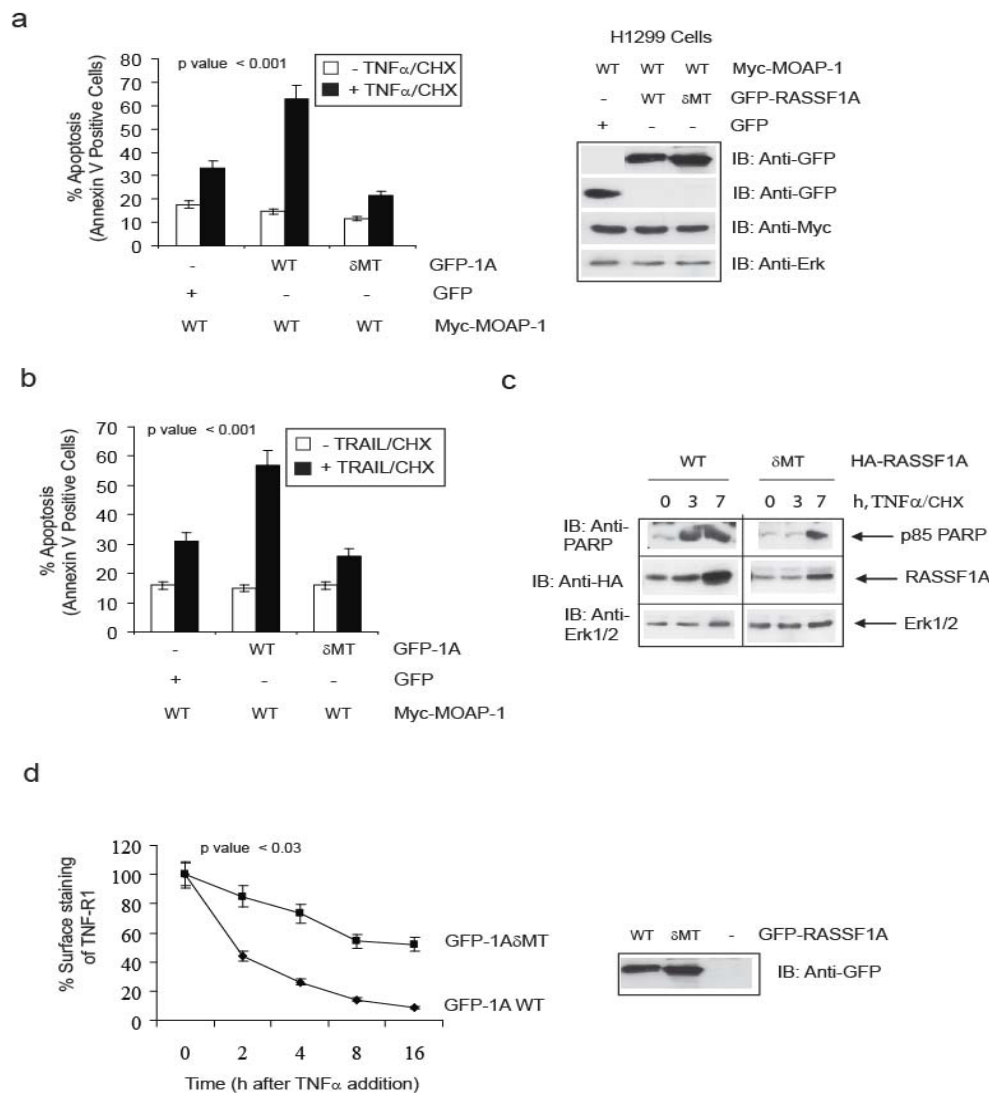 a
% Apoptosis
(Annexin V Positive Cells)
80
70
60
50
40
30
20
10
0
p value < 0.001
- TNFα/CHX
+ TNFα/CHX
- WT δMT GFP-1A
+ - - GFP
WT WT WT Myc-MOAP-1
H1299 Cells
WT WT WT Myc-MOAP-1
- WT δMT GFP-RASSF1A
+ - - GFP
IB: Anti-GFP
IB: Anti-GFP
IB: Anti-Myc
IB: Anti-Erk
b
% Apoptosis
(Annexin V Positive Cells)
70
60
50
40
30
20
10
0
p value < 0.001
- TRAIL/CHX
+ TRAIL/CHX
- WT δMT GFP-1A
+ - - GFP
WT WT WT Myc-MOAP-1
c
WT δMT HA-RASSF1A
0 3 7 0 3 7 h, TNFα/CHX
IB: Anti-
PARP
p85 PARP
IB: Anti-HA
RASSF1A
IB: Anti-
Erk1/2
Erk1/2
d
% Surface staining
of TNF-R1
120
100
80
60
40
20
0
p value < 0.03
GFP-1AδMT
GFP-1A WT
0 2 4 8 16
Time (h after TNFα addition)
WT δMT - GFP-RASSF1A
IB: Anti-GFP